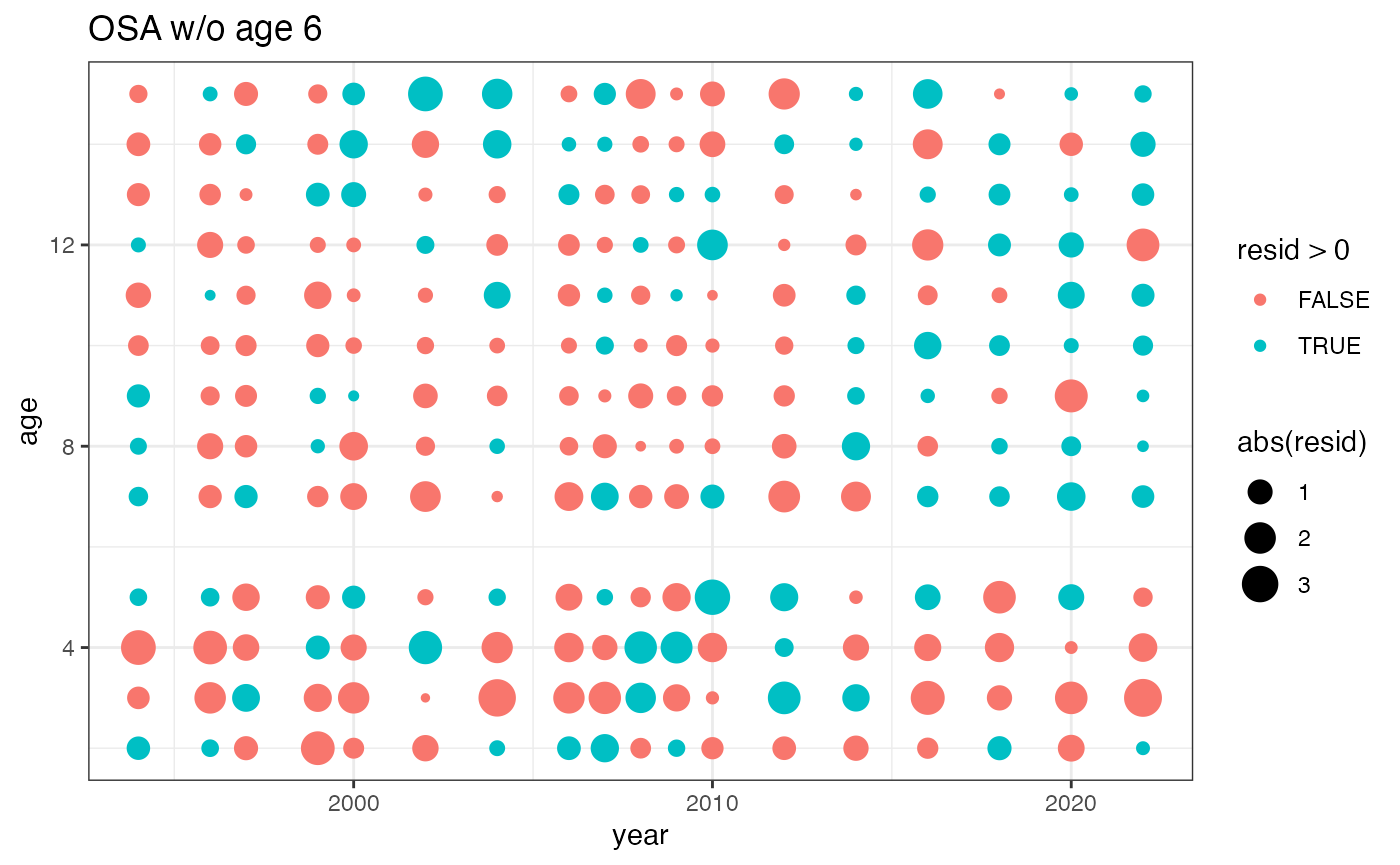 OSA w/o age 6
12
8
4
age
2000
2010
2020
year
resid > 0
FALSE
TRUE
abs(resid)
1
2
3